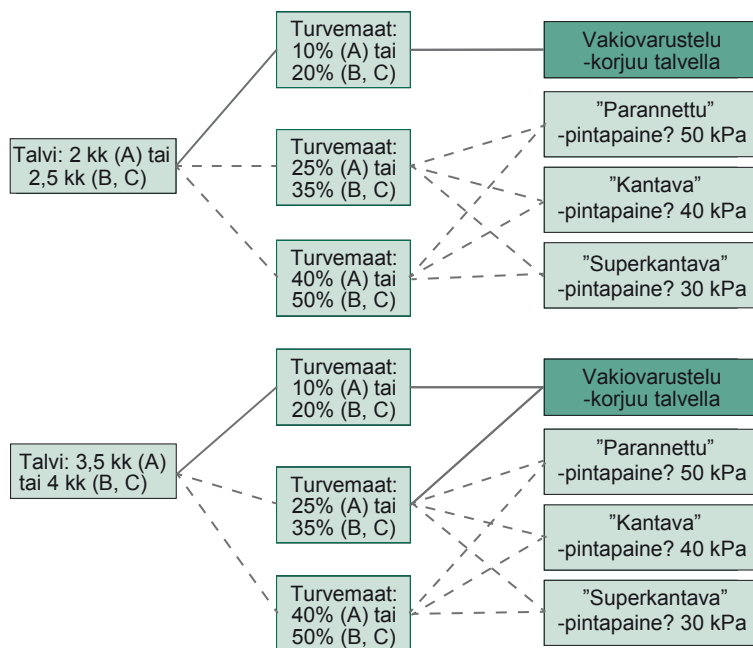 Turvemaat:
10% (A) tai
20% (B, C)
Vakiovarustelu
-korjuu talvella
Talvi: 2 kk (A) tai
2,5 kk (B, C)
Turvemaat:
25% (A) tai
35% (B, C)
"Parannettu"
-pintapaine? 50 kPa
"Kantava"
-pintapaine? 40 kPa
Turvemaat:
40% (A) tai
50% (B, C)
"Superkantava"
-pintapaine? 30 kPa
Turvemaat:
10% (A) tai
20% (B, C)
Vakiovarustelu
-korjuu talvella
Talvi: 3,5 kk (A)
tai 4 kk (B, C)
Turvemaat:
25% (A) tai
35% (B, C)
"Parannettu"
-pintapaine? 50 kPa
"Kantava"
-pintapaine? 40 kPa
Turvemaat:
40% (A) tai
50% (B, C)
"Superkantava"
-pintapaine? 30 kPa